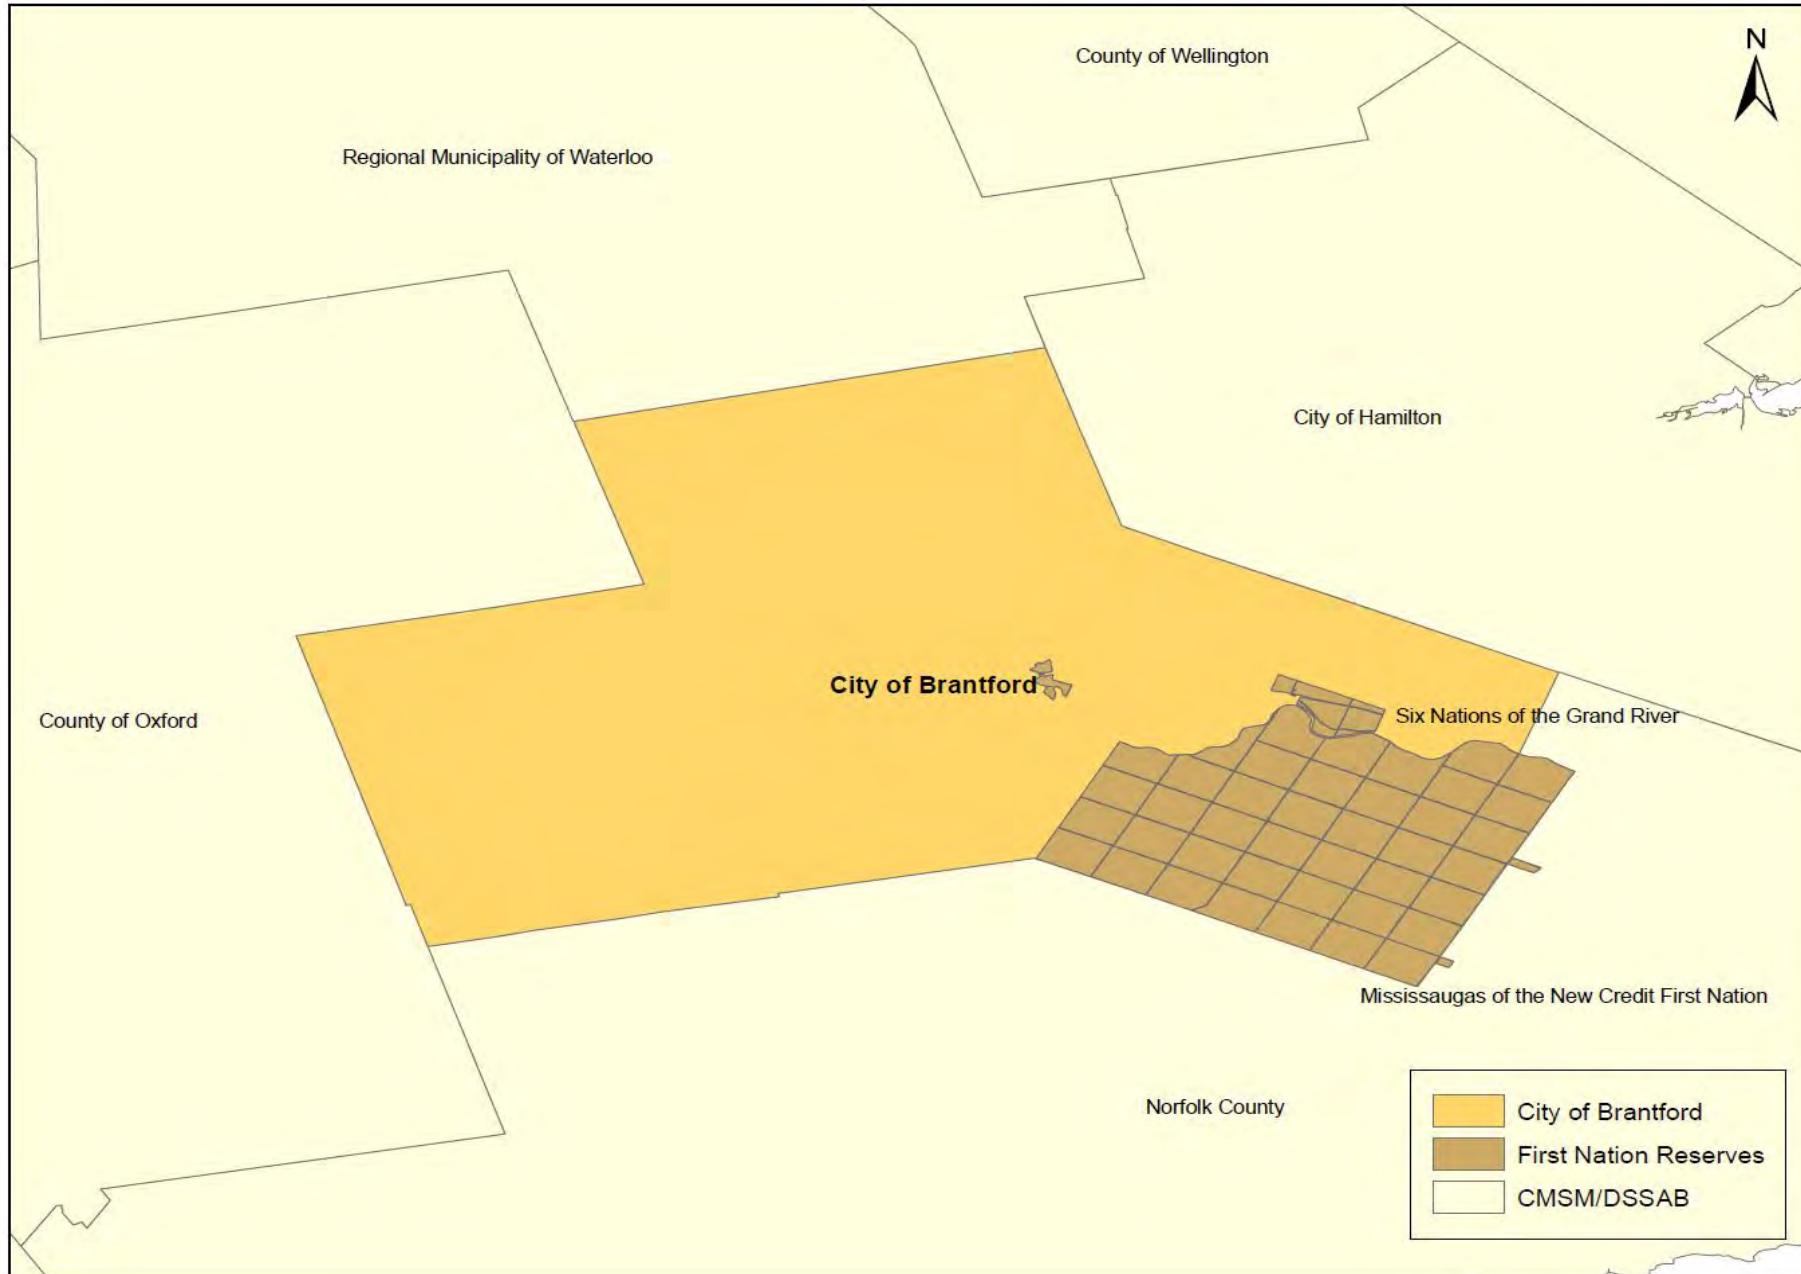 County of Wellington
N
Regional Municipality of Waterloo
City of Hamilton
City of Brantford
County of Oxford
Six Nations of the Grand River
Mississaugas of the New Credit First Nation
Norfolk County
City of Brantford
First Nation Reserves
CMSM/DSSAB